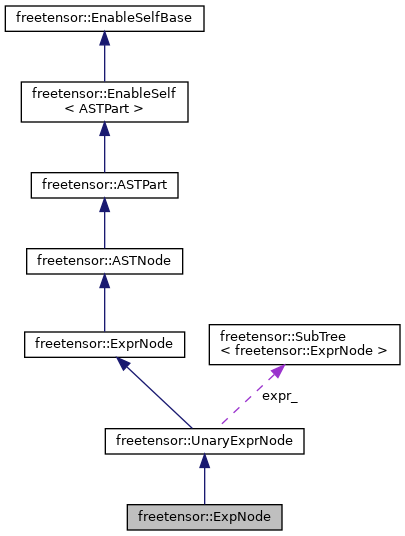 freetensor::EnableSelfBase
freetensor::EnableSelf
< ASTPart >
freetensor::ASTPart
freetensor::ASTNode
freetensor::ExprNode
freetensor::SubTree
< freetensor::ExprNode >
expr_
freetensor::UnaryExprNode
freetensor::ExpNode